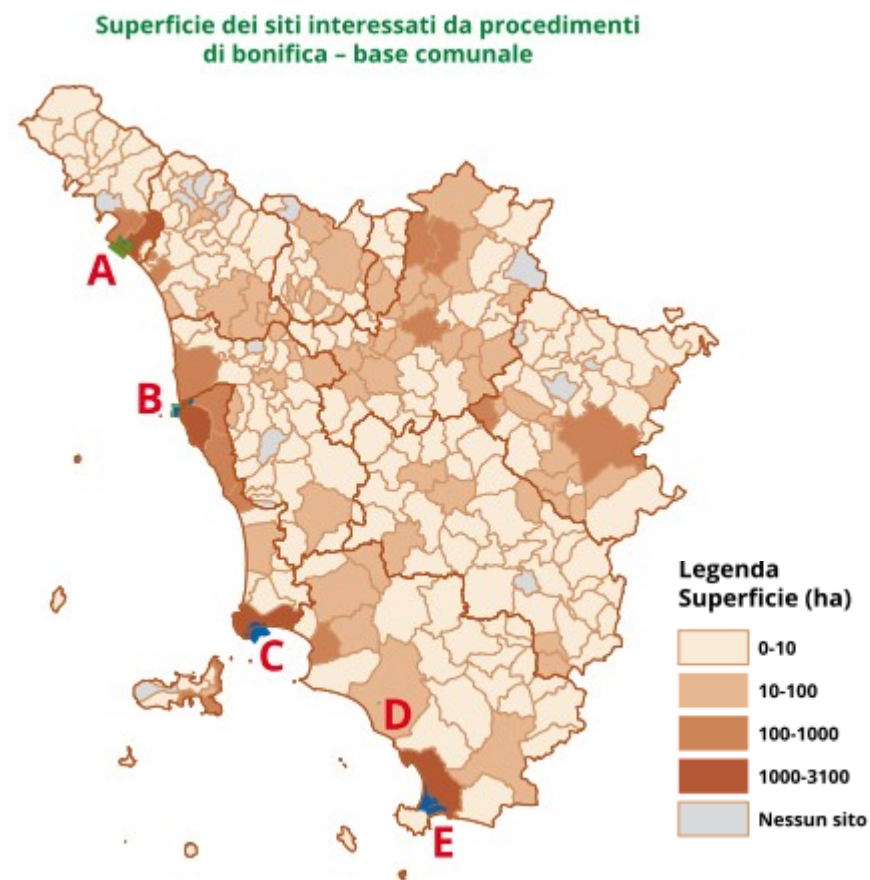 Superficie dei siti interessati da procedimenti
di bonifica – base comunale
A
B
C
D
E
Legenda
Superficie (ha)
0-10
10-100
100-1000
1000-3100
Nessun sito